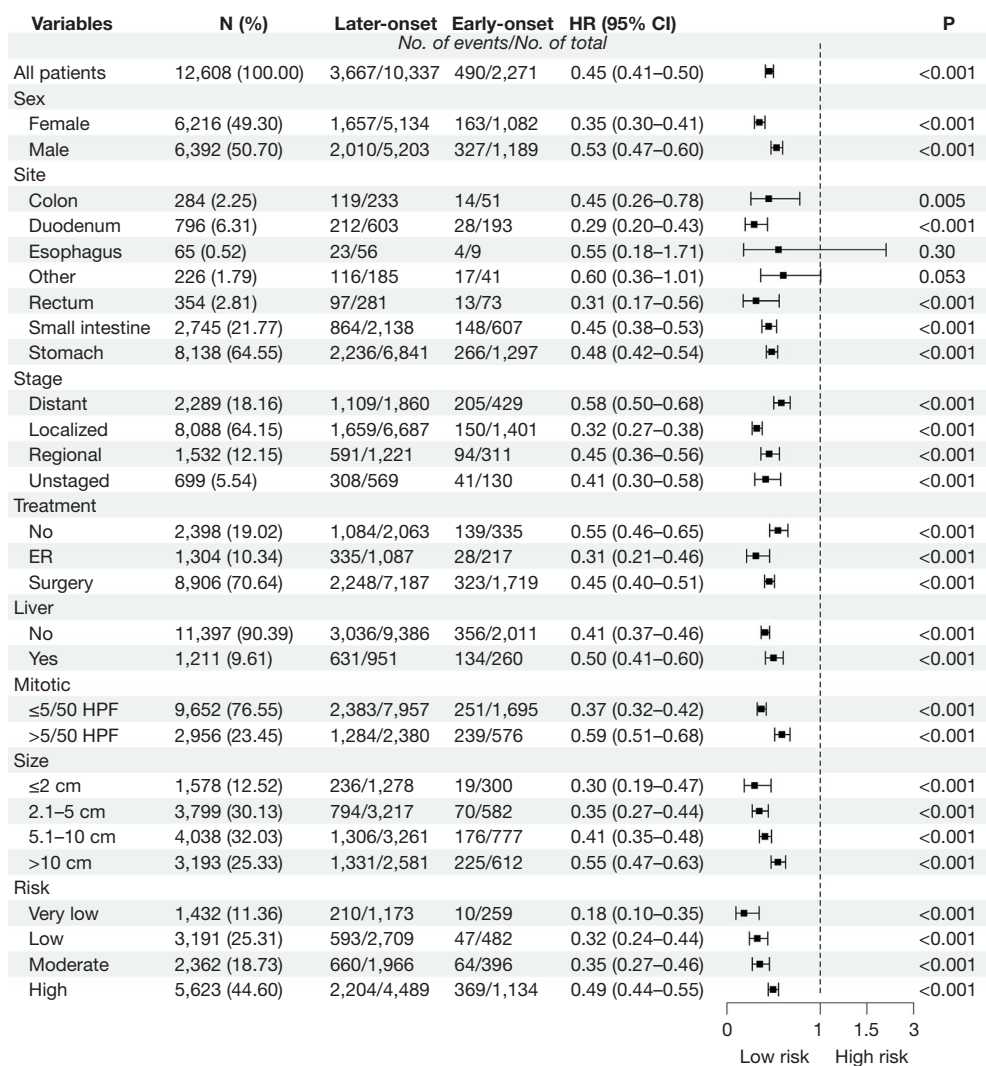 Variables N (%) Later-onset Early-onset HR (95% CI) P
No. of events/No. of total
All patients 12,608 (100.00) 3,667/10,337 490/2,271 0.45 (0.41–0.50) <0.001
Sex
Female 6,216 (49.30) 1,657/5,134 163/1,082 0.35 (0.30–0.41) <0.001
Male 6,392 (50.70) 2,010/5,203 327/1,189 0.53 (0.47–0.60) <0.001
Site
Colon 284 (2.25) 119/233 14/51 0.45 (0.26–0.78) 0.005
Duodenum 796 (6.31) 212/603 28/193 0.29 (0.20–0.43) <0.001
Esophagus 65 (0.52) 23/56 4/9 0.55 (0.18–1.71) 0.30
Other 226 (1.79) 116/185 17/41 0.60 (0.36–1.01) 0.053
Rectum 354 (2.81) 97/281 13/73 0.31 (0.17–0.56) <0.001
Small intestine 2,745 (21.77) 864/2,138 148/607 0.45 (0.38–0.53) <0.001
Stomach 8,138 (64.55) 2,236/6,841 266/1,297 0.48 (0.42–0.54) <0.001
Stage
Distant 2,289 (18.16) 1,109/1,860 205/429 0.58 (0.50–0.68) <0.001
Localized 8,088 (64.15) 1,659/6,687 150/1,401 0.32 (0.27–0.38) <0.001
Regional 1,532 (12.15) 591/1,221 94/311 0.45 (0.36–0.56) <0.001
Unstaged 699 (5.54) 308/569 41/130 0.41 (0.30–0.58) <0.001
Treatment
No 2,398 (19.02) 1,084/2,063 139/335 0.55 (0.46–0.65) <0.001
ER 1,304 (10.34) 335/1,087 28/217 0.31 (0.21–0.46) <0.001
Surgery 8,906 (70.64) 2,248/7,187 323/1,719 0.45 (0.40–0.51) <0.001
Liver
No 11,397 (90.39) 3,036/9,386 356/2,011 0.41 (0.37–0.46) <0.001
Yes 1,211 (9.61) 631/951 134/260 0.50 (0.41–0.60) <0.001
Mitotic
≤5/50 HPF 9,652 (76.55) 2,383/7,957 251/1,695 0.37 (0.32–0.42) <0.001
>5/50 HPF 2,956 (23.45) 1,284/2,380 239/576 0.59 (0.51–0.68) <0.001
Size
≤2 cm 1,578 (12.52) 236/1,278 19/300 0.30 (0.19–0.47) <0.001
2.1–5 cm 3,799 (30.13) 794/3,217 70/582 0.35 (0.27–0.44) <0.001
5.1–10 cm 4,038 (32.03) 1,306/3,261 176/777 0.41 (0.35–0.48) <0.001
>10 cm 3,193 (25.33) 1,331/2,581 225/612 0.55 (0.47–0.63) <0.001
Risk
Very low 1,432 (11.36) 210/1,173 10/259 0.18 (0.10–0.35) <0.001
Low 3,191 (25.31) 593/2,709 47/482 0.32 (0.24–0.44) <0.001
Moderate 2,362 (18.73) 660/1,966 64/396 0.35 (0.27–0.46) <0.001
High 5,623 (44.60) 2,204/4,489 369/1,134 0.49 (0.44–0.55) <0.001
0 1 1.5 3
Low risk High risk